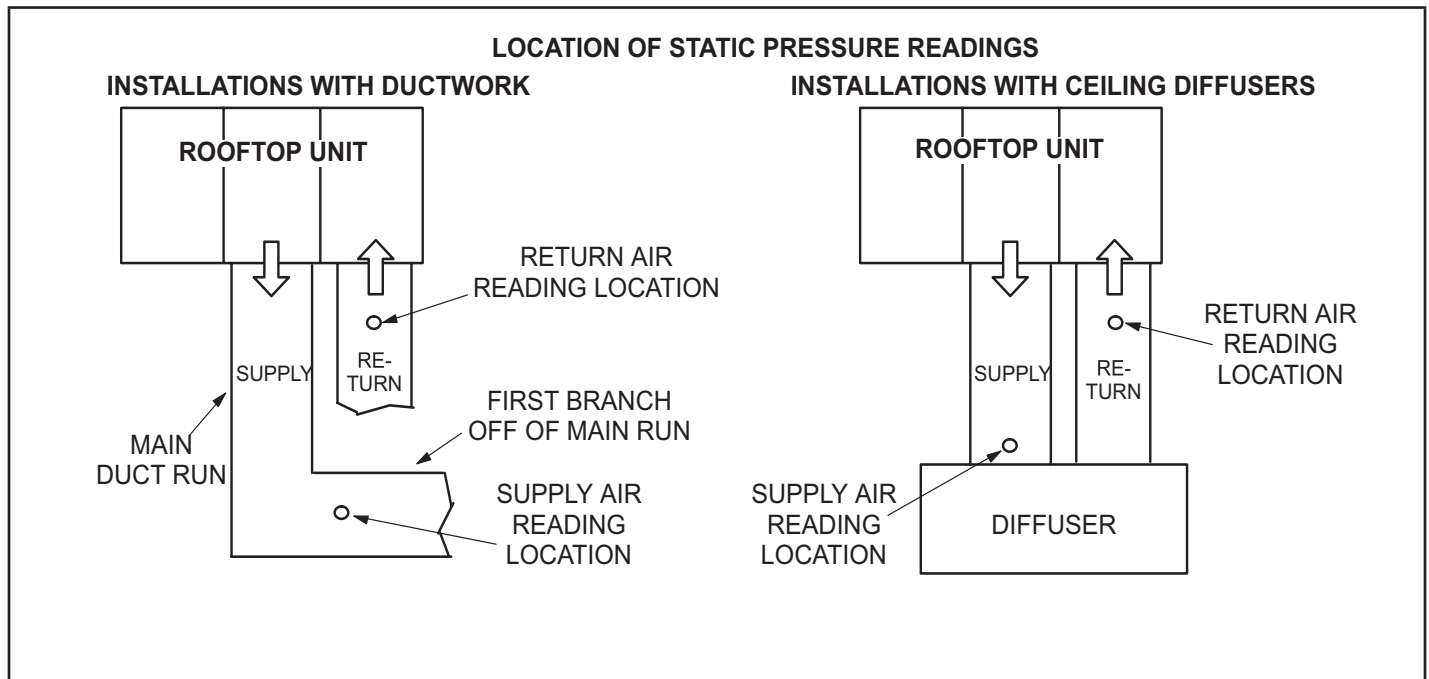 LOCATION OF STATIC PRESSURE READINGS
INSTALLATIONS WITH DUCTWORK
ROOFTOP UNIT
RETURN AIR
READING LOCATION
SUPPLY
RE-
TURN
MAIN
DUCT RUN
FIRST BRANCH
OFF OF MAIN RUN
SUPPLY AIR
READING
LOCATION
INSTALLATIONS WITH CEILING DIFFUSERS
ROOFTOP UNIT
RETURN AIR
READING
LOCATION
SUPPLY
RE-
TURN
SUPPLY AIR
READING
LOCATION
DIFFUSER